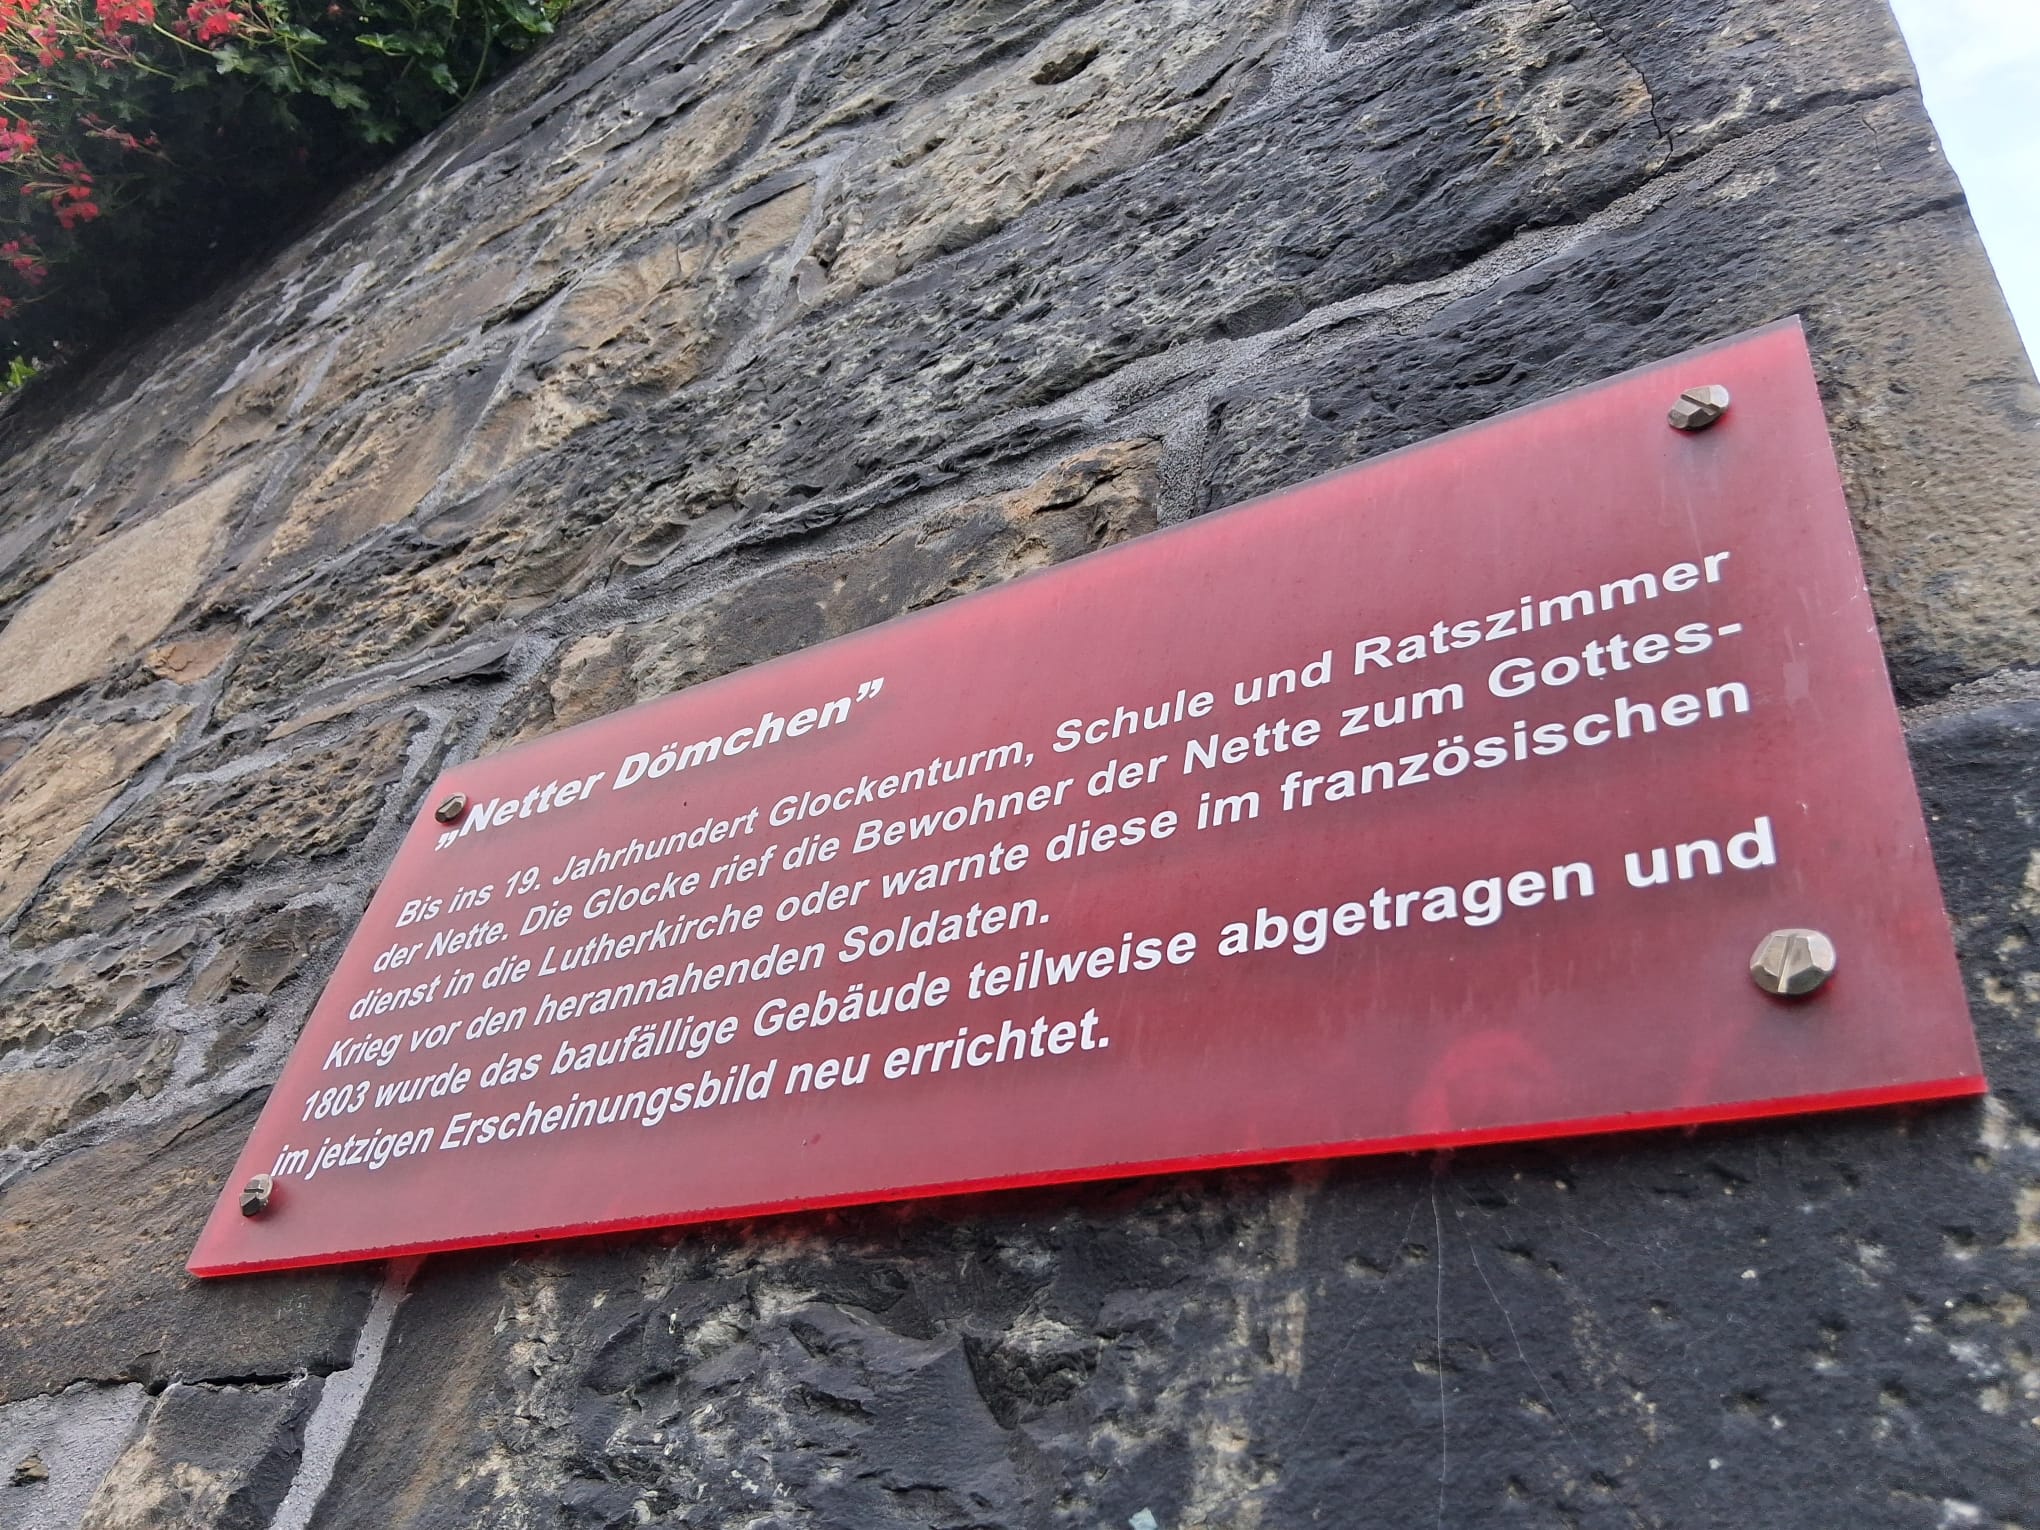 „Netter Dömchen”
Bis ins 19. Jahrhundert Glockenturm, Schule und Ratszimmer
der Nette. Die Glocke rief die Bewohner der Nette zum Gottes-
dienst in die Lutherkirche oder warnte diese im französischen
Krieg vor den herannahenden Soldaten.
1803 wurde das baufällige Gebäude teilweise abgetragen und
im jetzigen Erscheinungsbild neu errichtet.